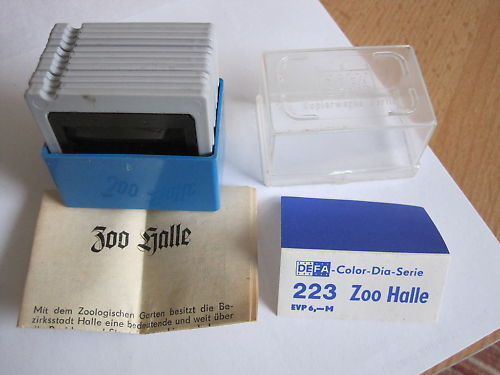 Zoo Halle
Zoo Halle
Mit dem Zoologischen Garten besitzt die Be-
zirksstadt Halle eine bedeutende und weit über
DEFA-Color-Dia-Serie
223 Zoo Halle
EVP 6,—M